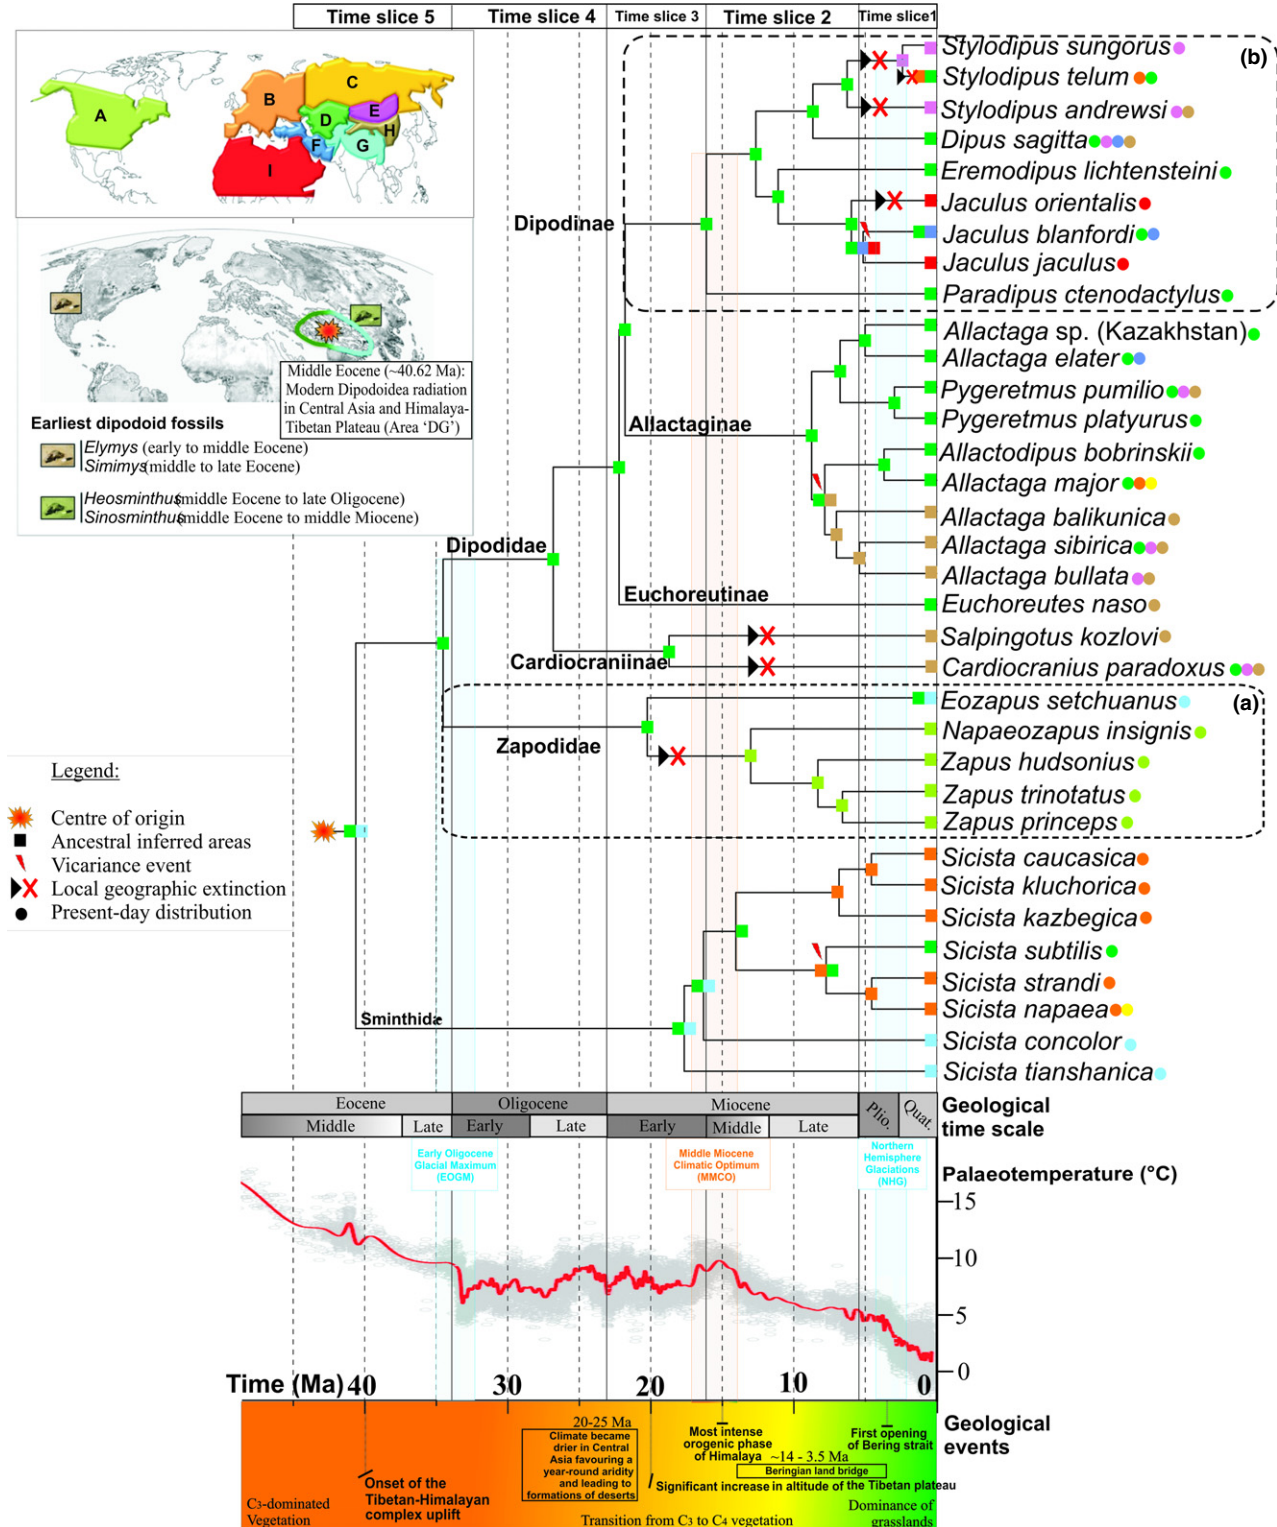 Time slice 5
Time slice 4
Time slice 3
Time slice 2
Time slice1
A
B
C
D
E
F
G
H
I
Middle Eocene (~40.62 Ma):
Modern Dipodoidea radiation
in Central Asia and Himalaya-
Tibetan Plateau (Area ‘DG’)
Earliest dipodoid fossils
Elymys (early to middle Eocene)
Simimys (middle to late Eocene)
Heosminthus (middle Eocene to late Oligocene)
Sinosminthus (middle Eocene to middle Miocene)
(b)
Stylodipus sungorus
Stylodipus telum
Stylodipus andrewsi
Dipus sagitta
Eremodipus lichtensteini
Jaculus orientalis
Jaculus blanfordi
Jaculus jaculus
Paradipus ctenodactylus
Allactaga sp. (Kazakhstan)
Allactaga elater
Pygeretmus pumilio
Pygeretmus platyurus
Allactodipus bobrinskii
Allactaga major
Allactaga balikunica
Allactaga sibirica
Allactaga bullata
Euchoreutes naso
Salpingotus kozlovi
Cardiocranius paradoxus
(a)
Eozapus setchuanus
Napaeozapus insignis
Zapus hudsonius
Zapus trinotatus
Zapus princeps
Sicista caucasica
Sicista kluchorica
Sicista kazbegica
Sicista subtilis
Sicista strandi
Sicista napaea
Sicista concolor
Sicista tianshanica
Dipodinae
Allactaginae
Dipodidae
Euchoreutinae
Cardiocraniinae
Zapodidae
Sminthidae
Legend:
Centre of origin
Ancestral inferred areas
Vicariance event
Local geographic extinction
Present-day distribution
Eocene
Oligocene
Miocene
Plio.
Quat.
Middle
Late
Early
Late
Early
Middle
Late
Geological
time scale
Early Oligocene
Glacial Maximum
(EOGM)
Middle Miocene
Climatic Optimum
(MMCO)
Northern
Hemisphere
Glaciations
(NHG)
Palaeotemperature (°C)
15
10
5
0
Time (Ma) 40
30
20
10
0
Geological
events
20-25 Ma
Climate became
drier in Central
Asia favouring a
year-round aridity
and leading to
formations of deserts
Most intense
orogenic phase
of Himalaya
~14 - 3.5 Ma
Beringian land bridge
First opening
of Bering strait
Onset of the
Tibetan-Himalayan
complex uplift
Significant increase in altitude of the Tibetan plateau
C3-dominated
Vegetation
Transition from C3 to C4 vegetation
Dominance of
grasslands